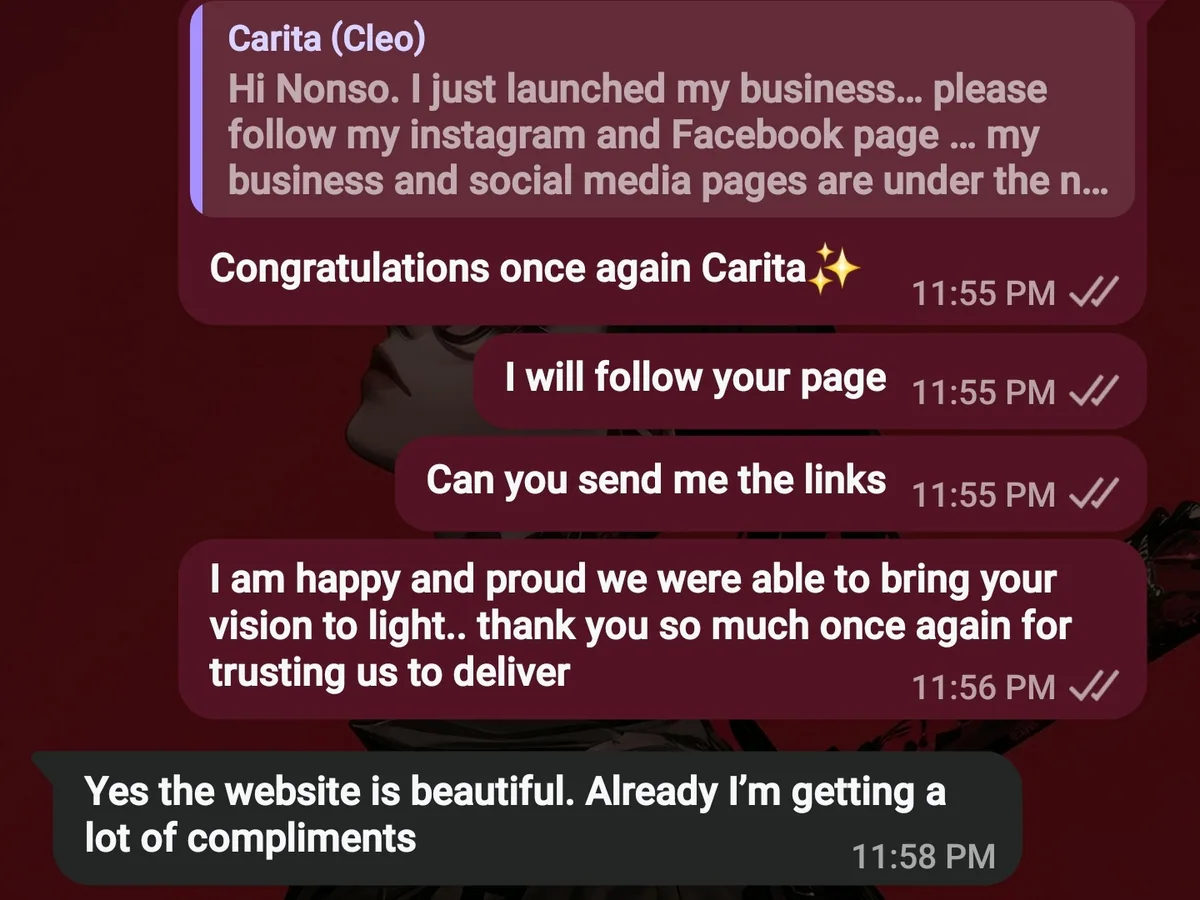 Carita (Cleo)
Hi Nonso. I just launched my business... please
follow my instagram and Facebook page ... my
business and social media pages are under the n...
Congratulations once again Carita✨
11:55 PM
I will follow your page 11:55 PM
Can you send me the links 11:55 PM
I am happy and proud we were able to bring your
vision to light.. thank you so much once again for
trusting us to deliver
11:56 PM
Yes the website is beautiful. Already I’m getting a
lot of compliments
11:58 PM